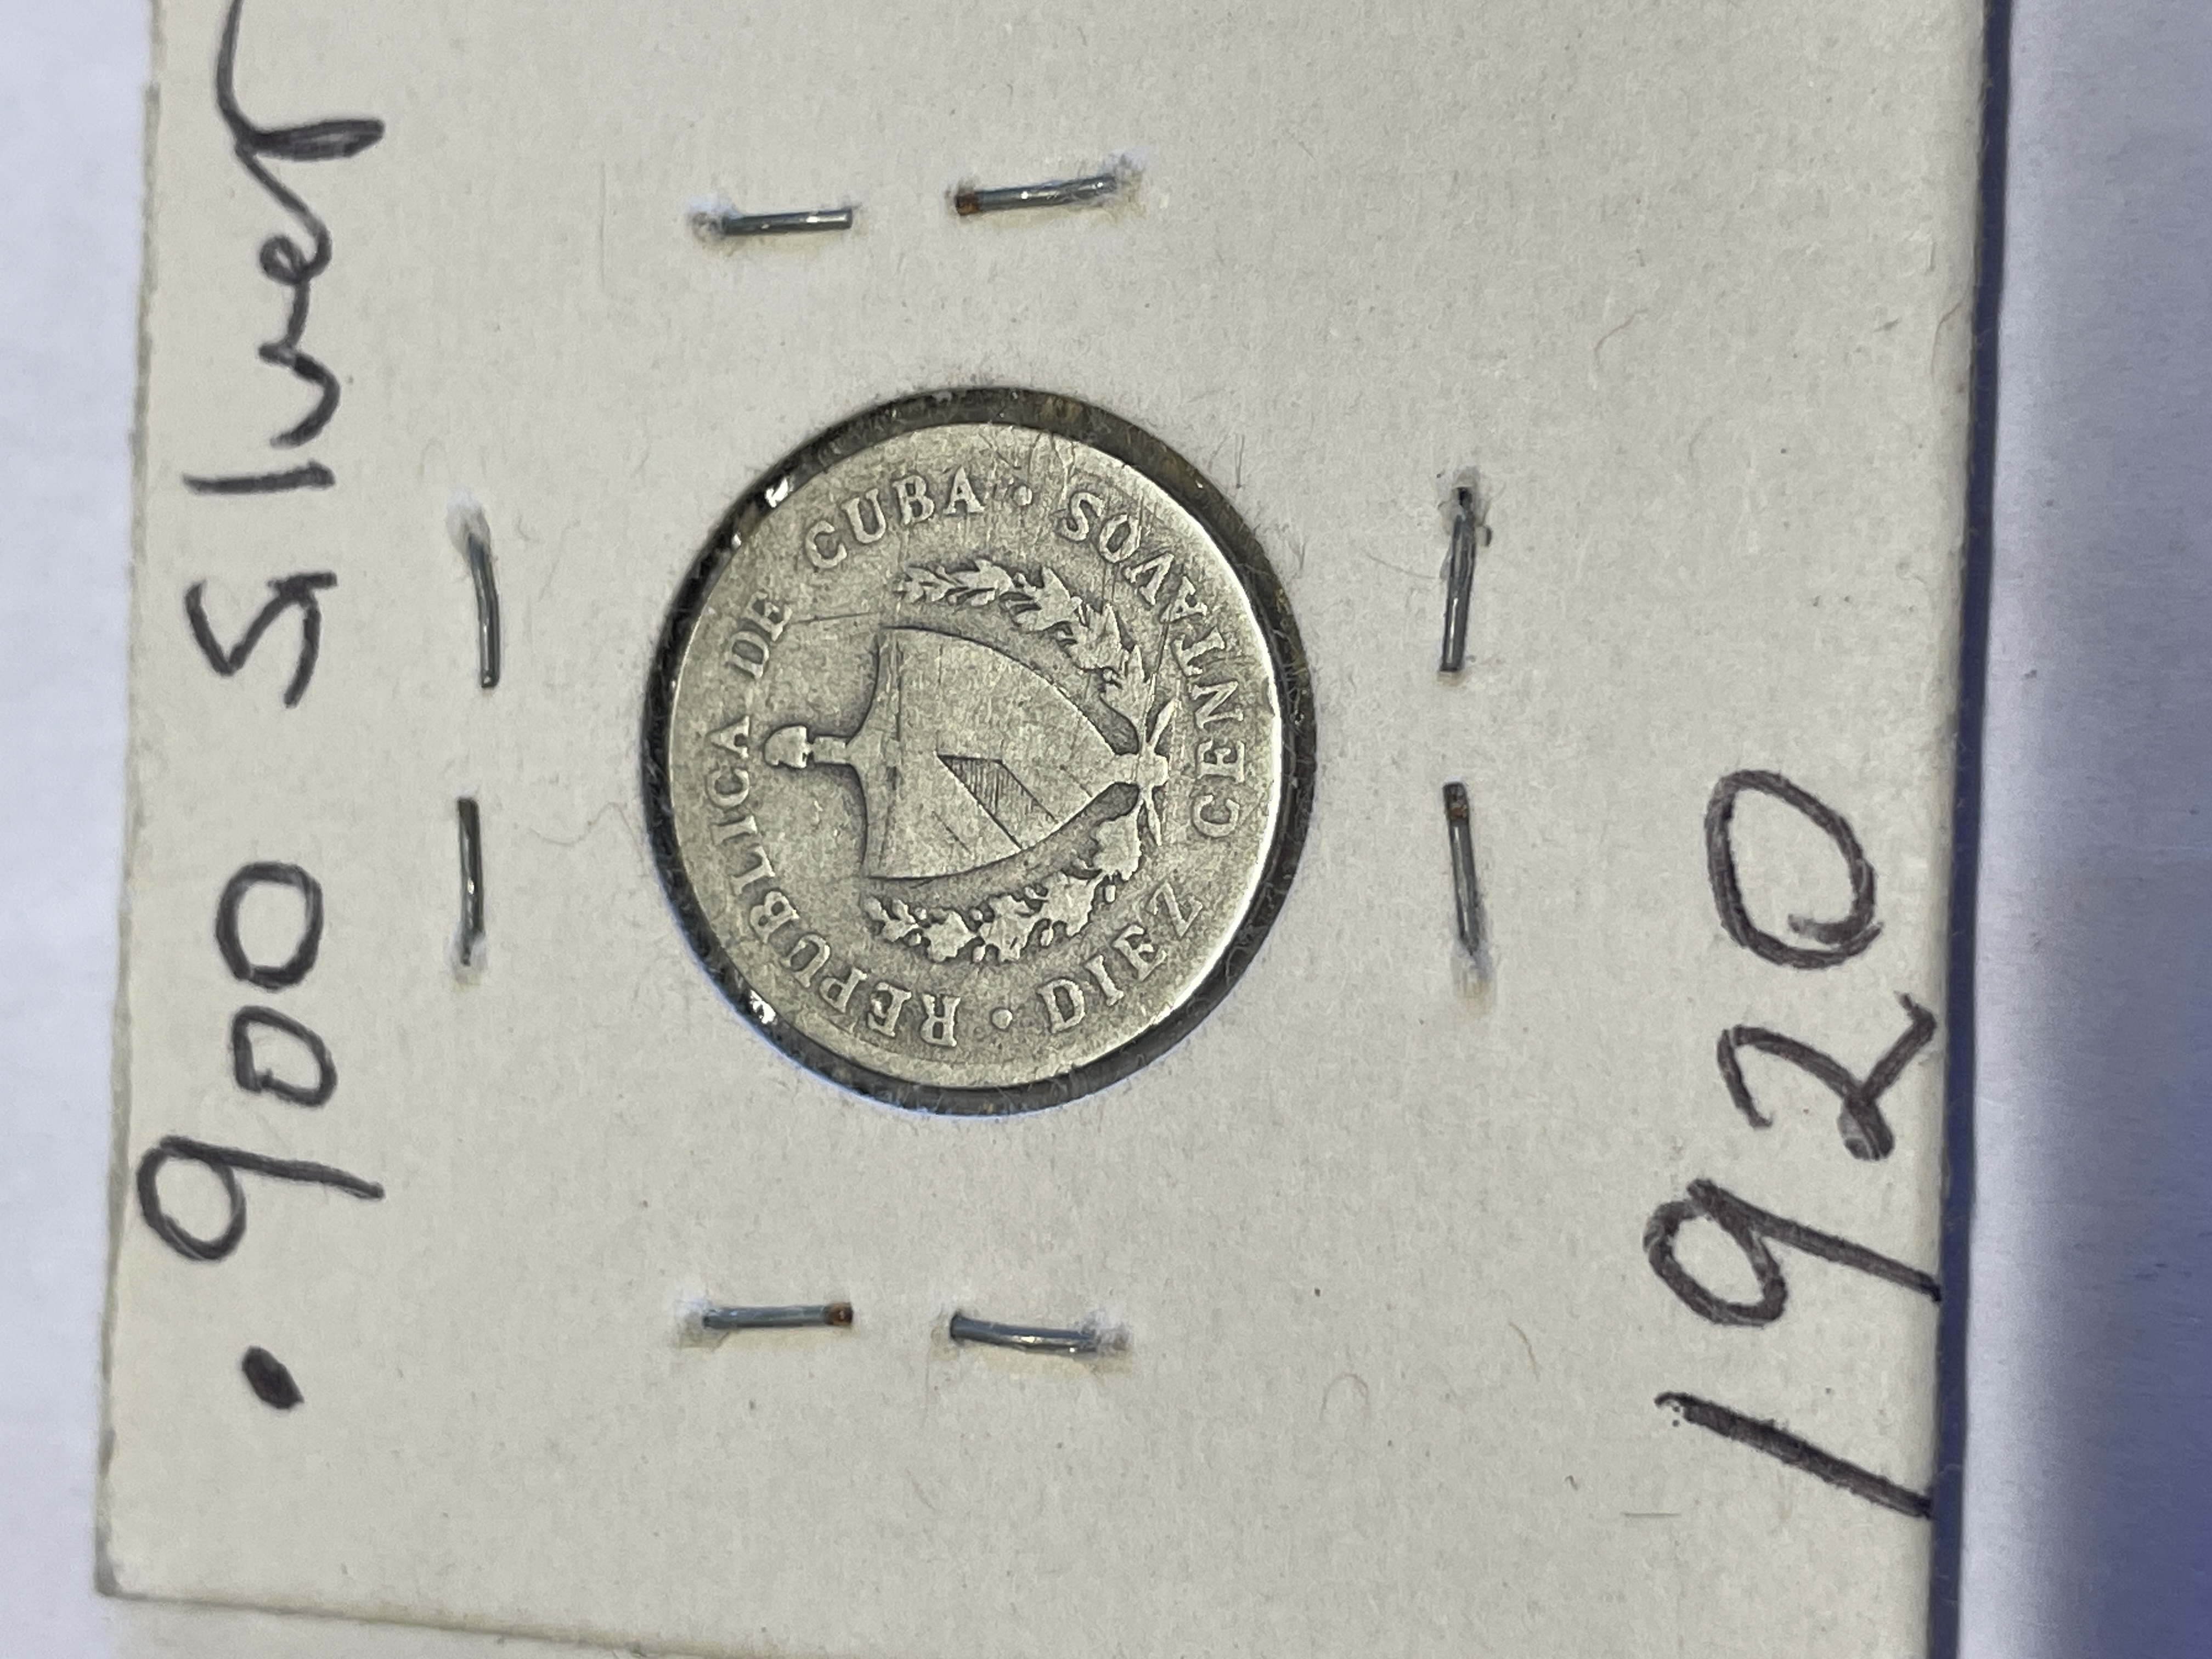 .900 Silver
REPUBLICA DE CUBA
DIEZ CENTAVOS
1920